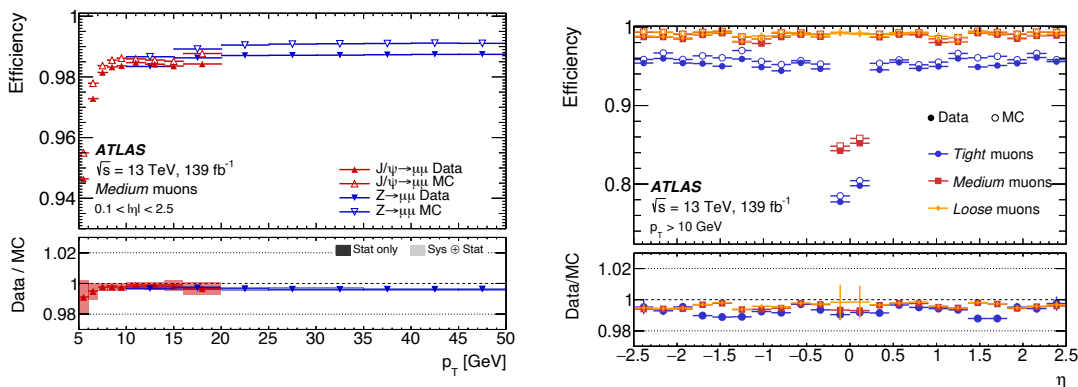 Efficiency
1
0.98
0.96
0.94
ATLAS
√s = 13 TeV, 139 fb⁻¹
Medium muons
0.1 < |η| < 2.5
J/ψ→μμ Data
J/ψ→μμ MC
Z→μμ Data
Z→μμ MC
Data / MC
1.02
1
0.98
Stat only
Sys ⊕ Stat
5 10 15 20 25 30 35 40 45 50
p_T [GeV]
Efficiency
1
0.9
0.8
Data MC
ATLAS
√s = 13 TeV, 139 fb⁻¹
p_T > 10 GeV
Tight muons
Medium muons
Loose muons
Data/MC
1.02
1
0.98
−2.5 −2 −1.5 −1 −0.5 0 0.5 1 1.5 2 2.5
η